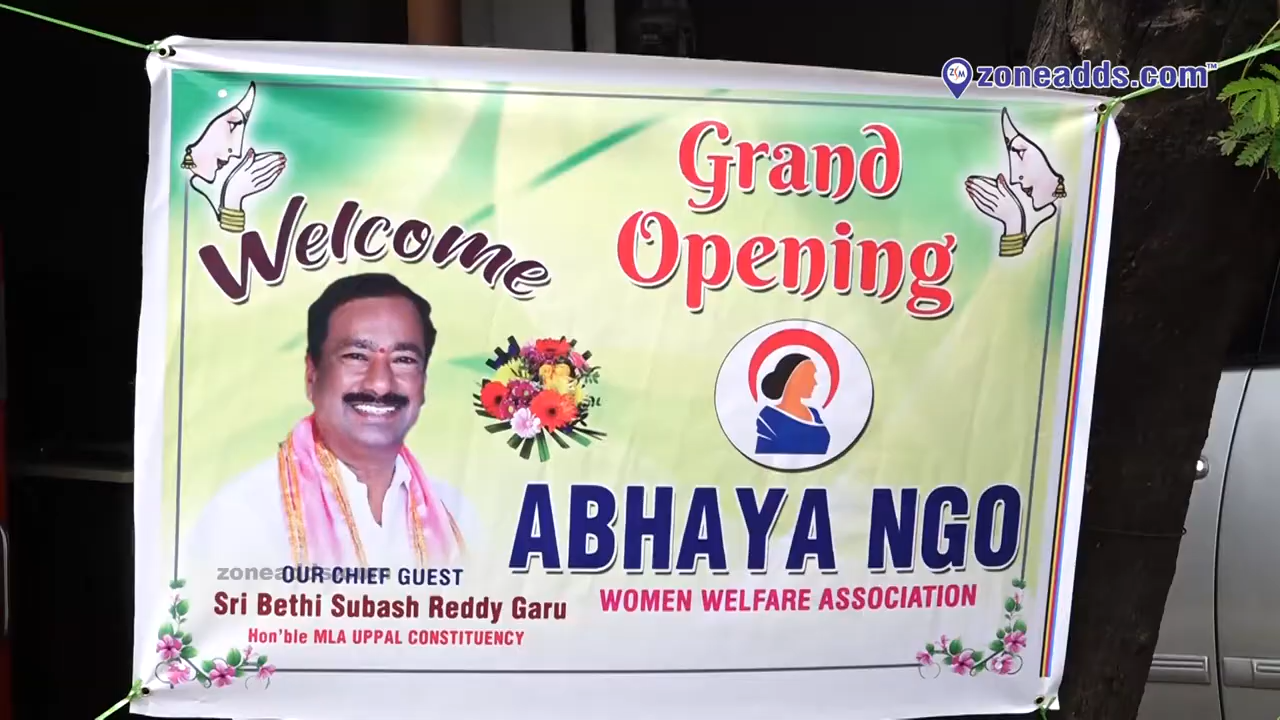 zoneadds.com™
Welcome
Grand
Opening
ABHAYA NGO
WOMEN WELFARE ASSOCIATION
OUR CHIEF GUEST
Sri Bethi Subash Reddy Garu
Hon'ble MLA UPPAL CONSTITUENCY